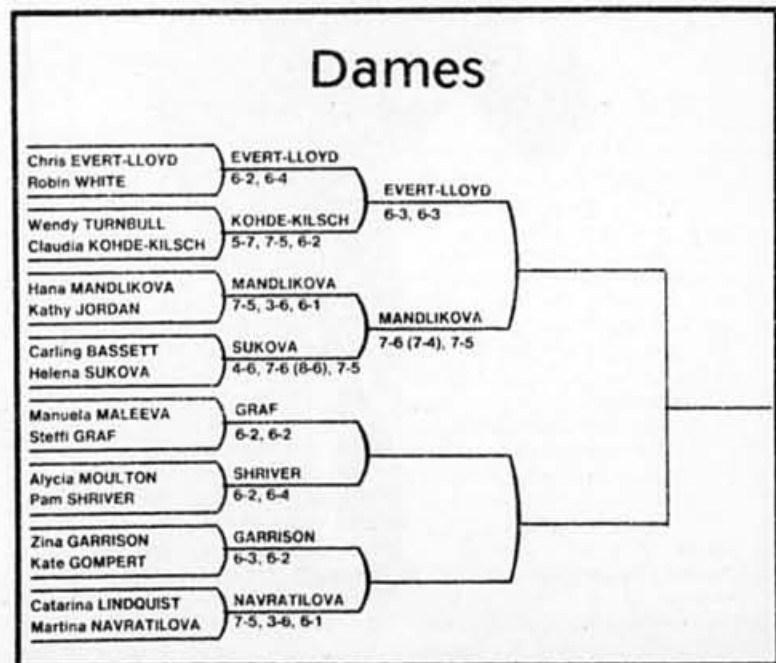 Dames
Chris EVERT-LLOYD
Robin WHITE
Wendy TURNBULL
Claudia KOHDE-KILSCH
Hana MANDLIKOVA
Kathy JORDAN
Carling BASSETT
Helena SUKOVA
Manuela MALEEVA
Steffi GRAF
Alycia MOULTON
Pam SHRIVER
Zina GARRISON
Kate GOMPERT
Catarina LINDQUIST
Martina NAVRATILOVA
EVERT-LLOYD
6-2, 6-4
KOHDE-KILSCH
5-7, 7-5, 6-2
MANDLIKOVA
7-5, 3-6, 6-1
SUKOVA
4-6, 7-6 (8-6), 7-5
GRAF
6-2, 6-2
SHRIVER
6-2, 6-4
GARRISON
6-3, 6-2
NAVRATILOVA
7-5, 3-6, 6-1
EVERT-LLOYD
6-3, 6-3
MANDLIKOVA
7-6 (7-4), 7-5